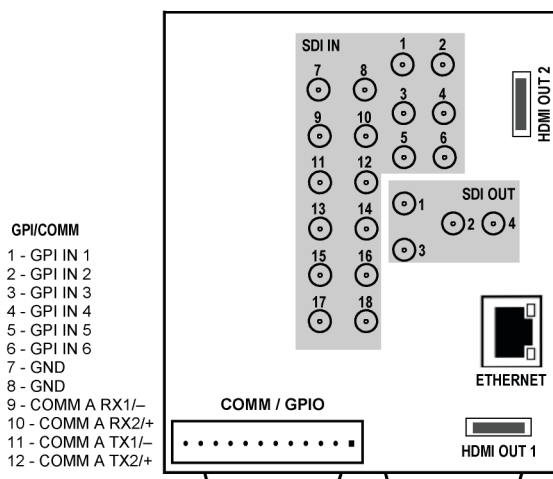 SDI IN
1 2
7 8
3 4
9 10
5 6
11 12
SDI OUT
1
2 4
13 14
3
15 16
17 18
HDMI OUT 2
GPI/COMM
1 - GPI IN 1
2 - GPI IN 2
3 - GPI IN 3
4 - GPI IN 4
5 - GPI IN 5
6 - GPI IN 6
7 - GND
8 - GND
9 - COMM A RX1/–
10 - COMM A RX2/+
11 - COMM A TX1/–
12 - COMM A TX2/+
COMM / GPIO
ETHERNET
HDMI OUT 1